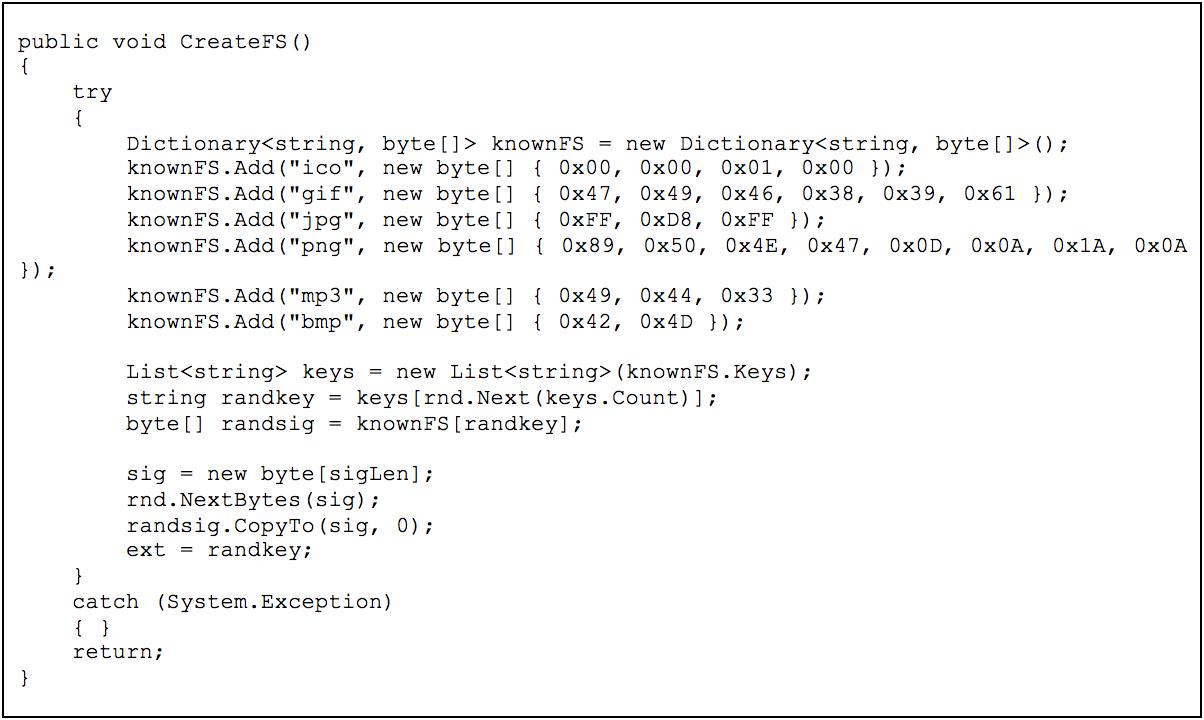 public void CreateFS()
{
    try
    {
        Dictionary<string, byte[]> knownFS = new Dictionary<string, byte[]>();
        knownFS.Add("ico", new byte[] { 0x00, 0x00, 0x01, 0x00 });
        knownFS.Add("gif", new byte[] { 0x47, 0x49, 0x46, 0x38, 0x39, 0x61 });
        knownFS.Add("jpg", new byte[] { 0xFF, 0xD8, 0xFF });
        knownFS.Add("png", new byte[] { 0x89, 0x50, 0x4E, 0x47, 0x0D, 0x0A, 0x1A, 0x0A
});
        knownFS.Add("mp3", new byte[] { 0x49, 0x44, 0x33 });
        knownFS.Add("bmp", new byte[] { 0x42, 0x4D });

        List<string> keys = new List<string>(knownFS.Keys);
        string randkey = keys[rnd.Next(keys.Count)];
        byte[] randsig = knownFS[randkey];

        sig = new byte[sigLen];
        rnd.NextBytes(sig);
        randsig.CopyTo(sig, 0);
        ext = randkey;
    }
    catch (System.Exception)
    { }
    return;
}